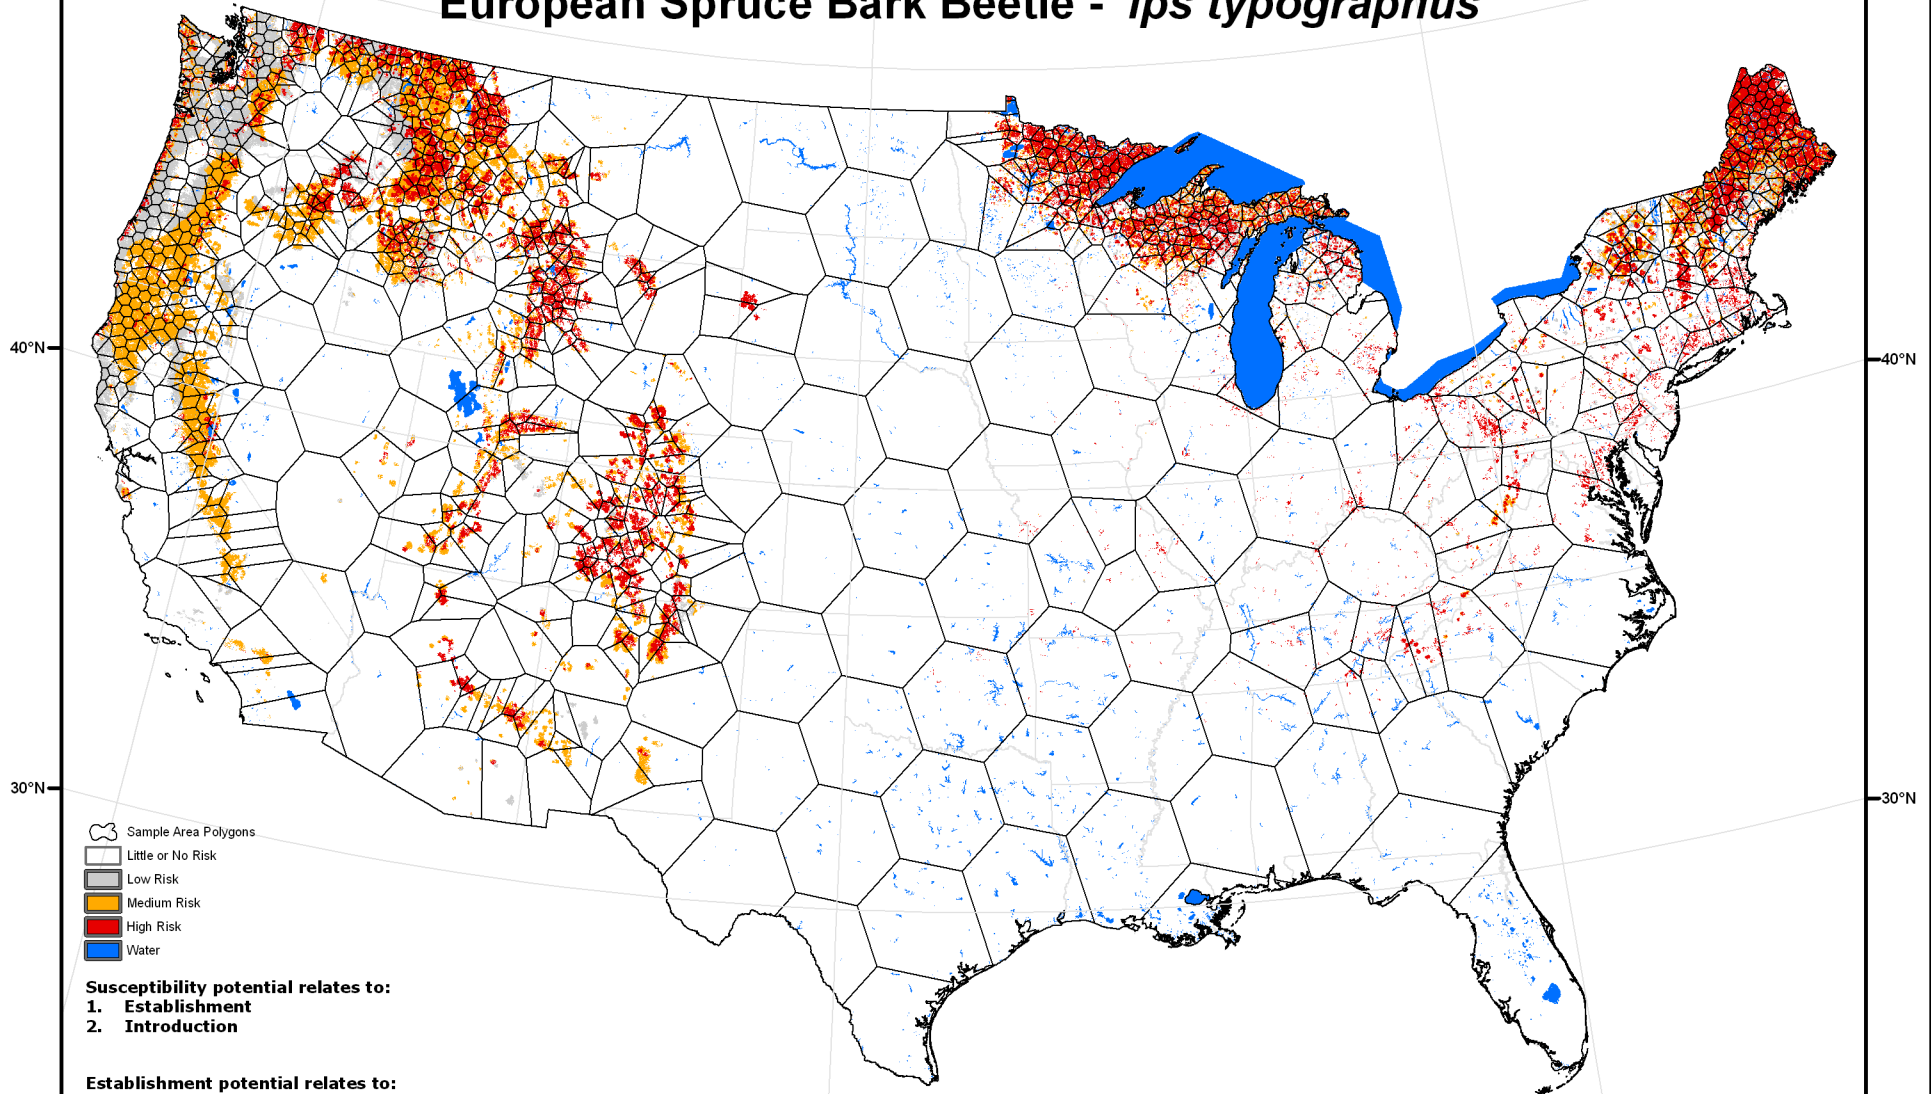 European Spruce Bark Beetle - Ips typographus
40°N
40°N
30°N
30°N
Sample Area Polygons
Little or No Risk
Low Risk
Medium Risk
High Risk
Water
Susceptibility potential relates to:
1. Establishment
2. Introduction
Establishment potential relates to: